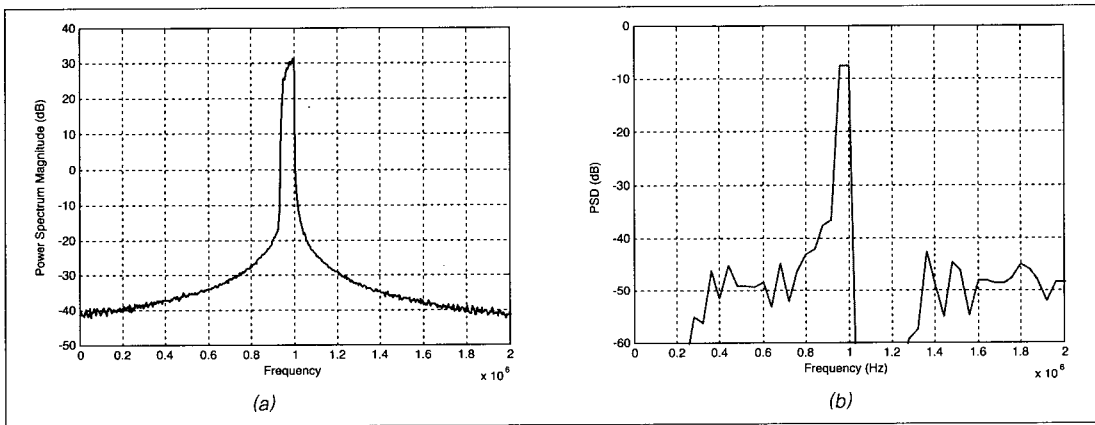 40
30
20
10
0
-10
-20
-30
-40
-50
Power Spectrum Magnitude (dB)
0 0.2 0.4 0.6 0.8 1 1.2 1.4 1.6 1.8 2
Frequency
x 10^6
(a)
0
-10
-20
-30
-40
-50
-60
PSD (dB)
0 0.2 0.4 0.6 0.8 1 1.2 1.4 1.6 1.8 2
Frequency (Hz)
x 10^6
(b)